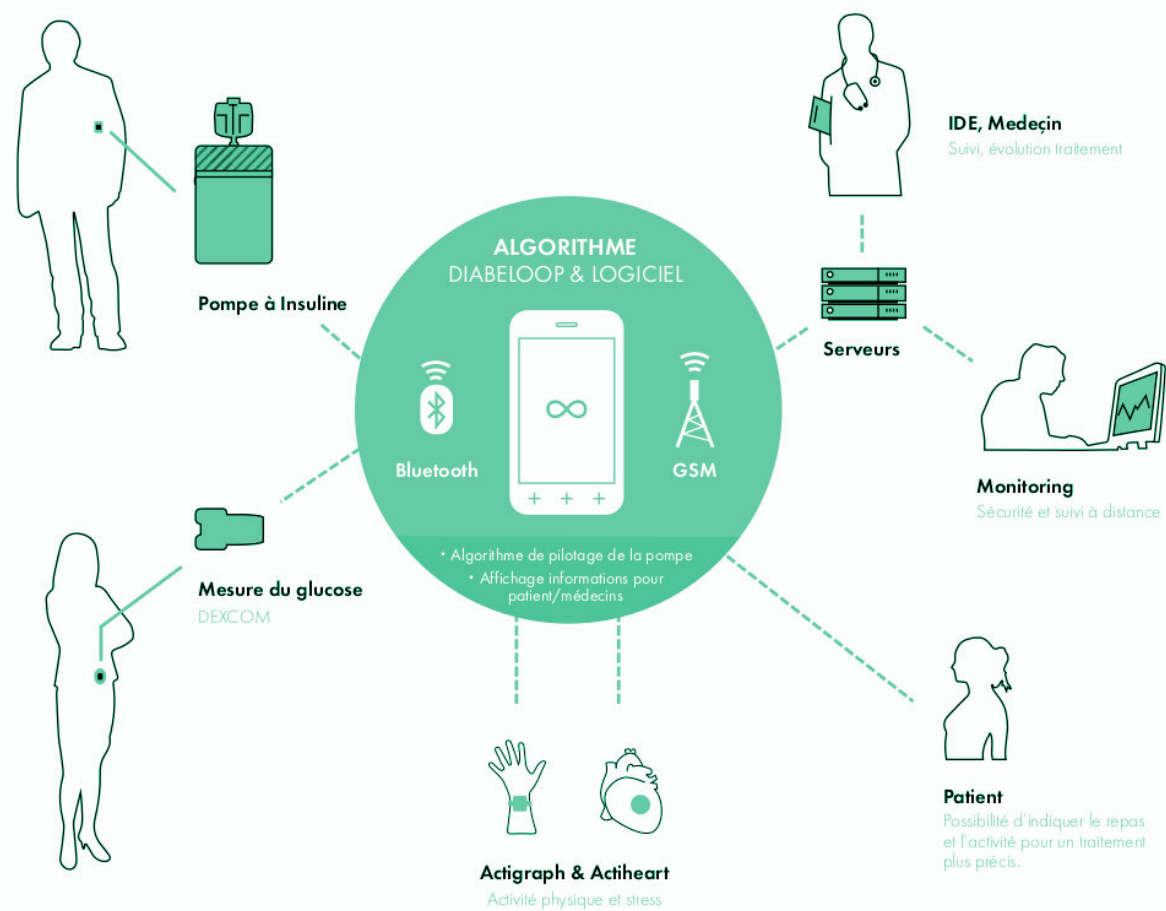 IDE, Medeçin
Suivi, évolution traitement
ALGORITHME
DIABELOOP & LOGICIEL
Pompe à Insuline
Serveurs
Bluetooth
GSM
Monitoring
Sécurité et suivi à distance
• Algorithme de pilotage de la pompe
• Affichage informations pour
patient/médecins
Mesure du glucose
DEXCOM
Patient
Possibilité d'indiquer le repas
et l'activité pour un traitement
plus précis.
Actigraph & Actiheart
Activité physique et stress